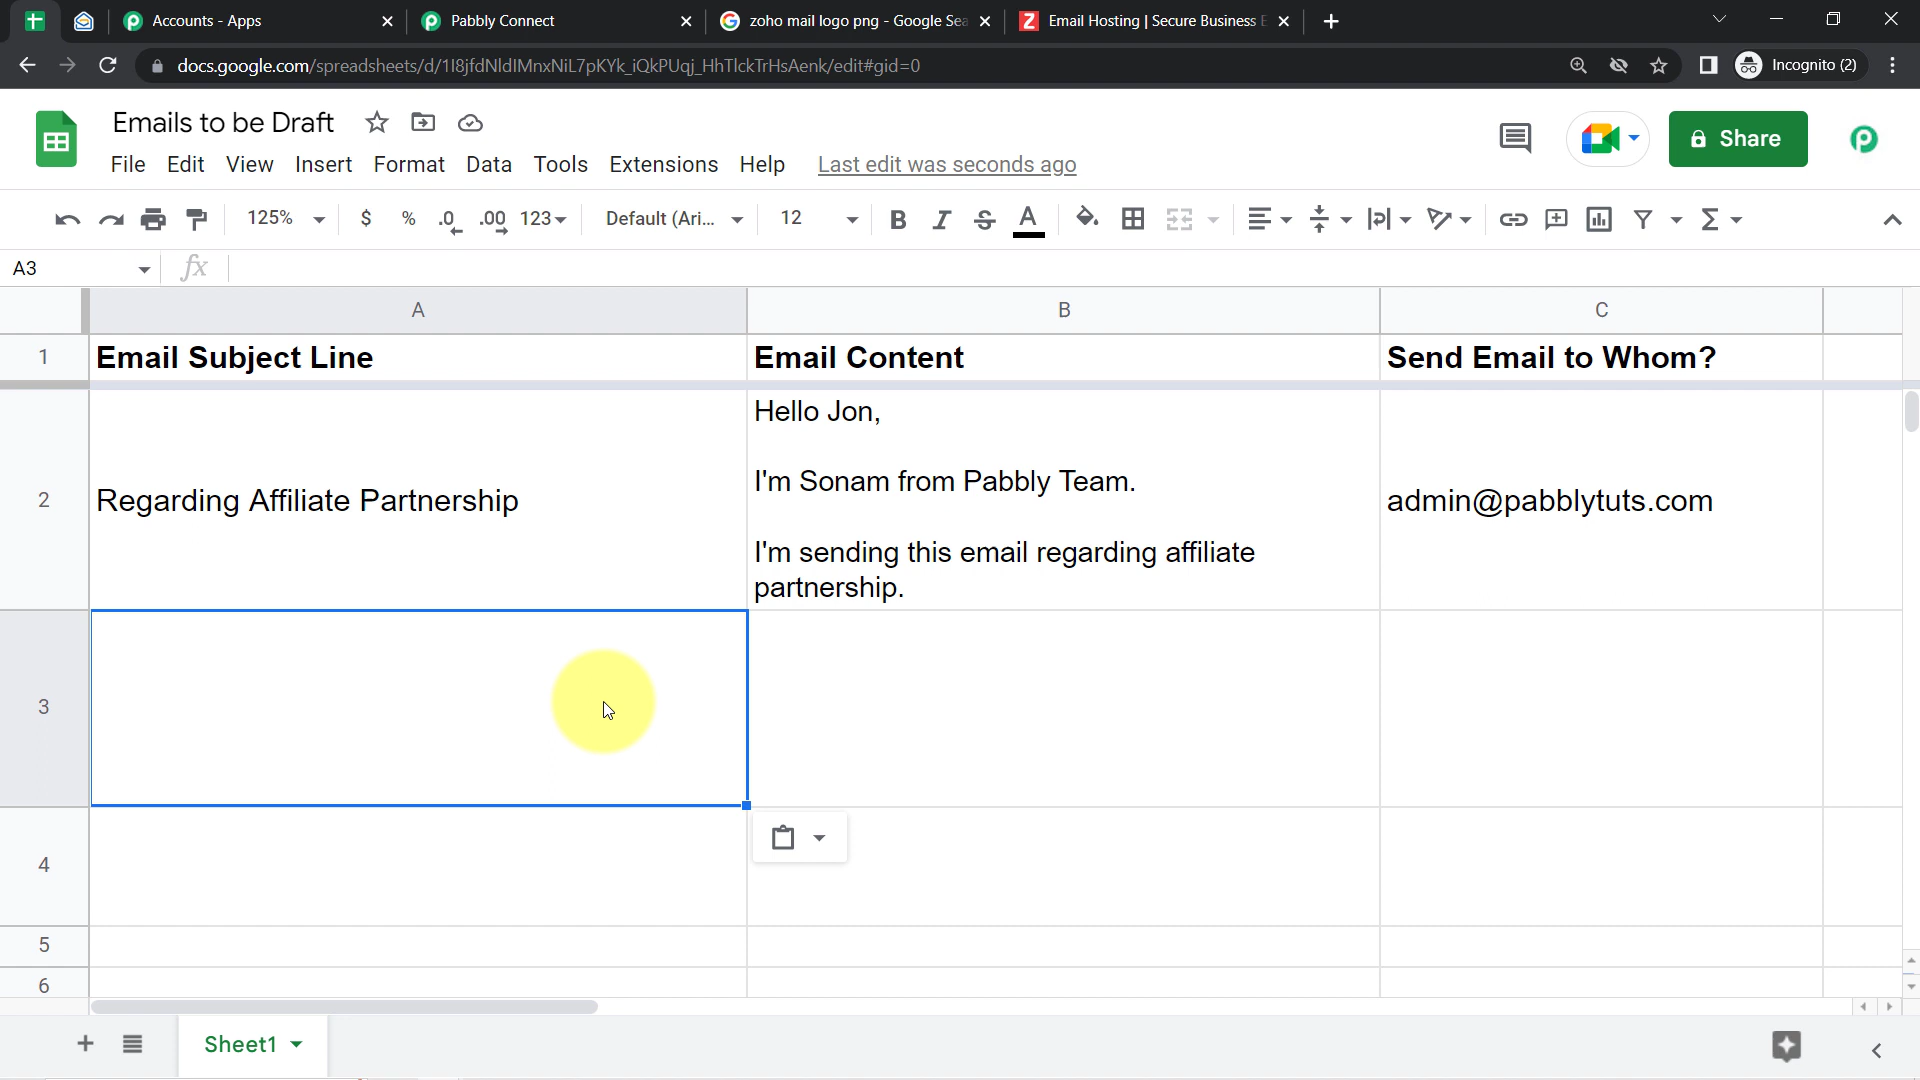 Accounts - Apps
Pabbly Connect
zoho mail logo png - Google Sea
Email Hosting | Secure Business E
docs.google.com/spreadsheets/d/1I8jfdNldIMnxNiL7pKYk_iQkPUqj_HhTlckTrHsAenk/edit#gid=0
Incognito (2)
Emails to be Draft
File Edit View Insert Format Data Tools Extensions Help Last edit was seconds ago
Share
125% $ % .0 .00 123 Default (Ari... 12 B I S A
A3 fx
A B C
1 Email Subject Line Email Content Send Email to Whom?
2 Regarding Affiliate Partnership
Hello Jon,
I'm Sonam from Pabbly Team.
I'm sending this email regarding affiliate
partnership.
admin@pabblytuts.com
3
4
5
6
Sheet1